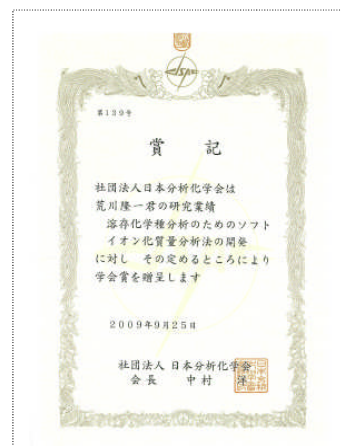 第139号
賞 記
社団法人日本分析化学会は
荒川隆一君の研究業績
溶存化学種分析のためのソフト
イオン化質量分析法の開発
に対し その定めるところにより
学会賞を贈呈します
2009年9月25日
社団法人 日本分析化学会
会長 中村 洋